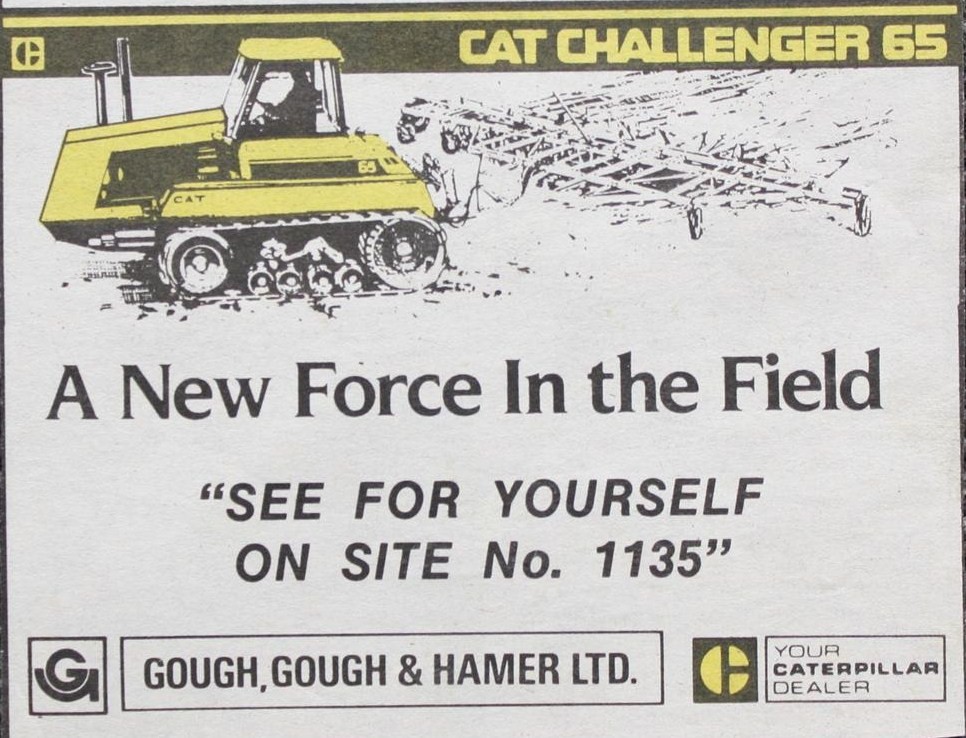 CAT CHALLENGER 65
65
CAT
A New Force In the Field
“SEE FOR YOURSELF
ON SITE No. 1135”
G
GOUGH, GOUGH & HAMER LTD.
C
YOUR
CATERPILLAR
DEALER